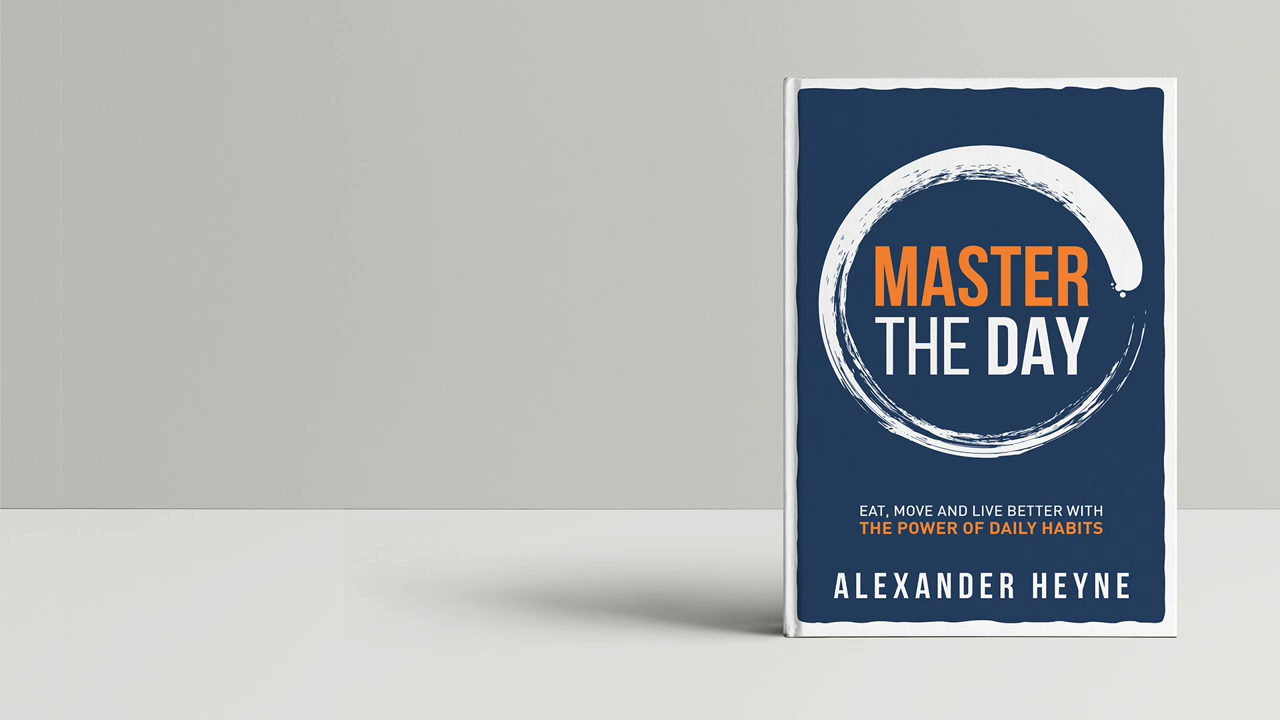 MASTER
THE DAY
EAT, MOVE AND LIVE BETTER WITH
THE POWER OF DAILY HABITS
ALEXANDER HEYNE